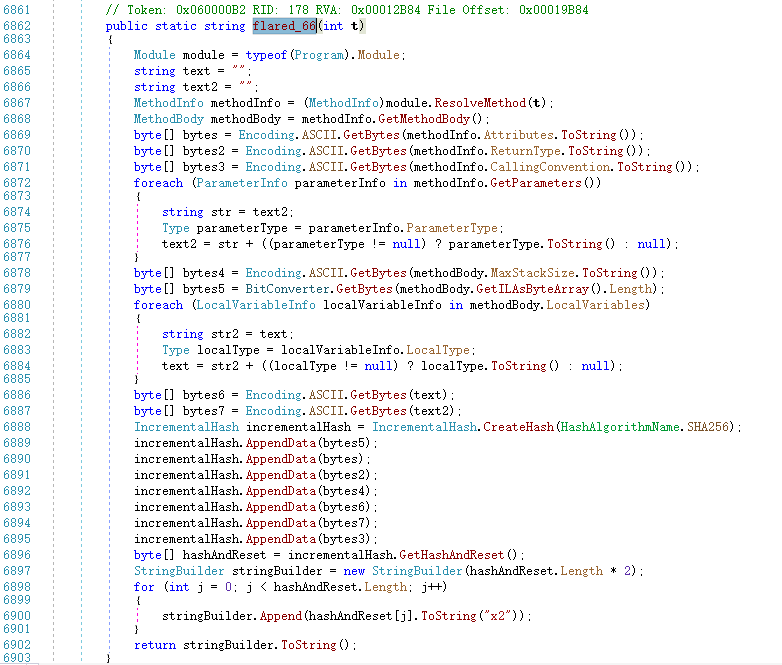 6861 // Token: 0x060000B2 RID: 178 RVA: 0x00012B84 File Offset: 0x00019B84
6862 public static string flared_66(int t)
6863 {
6864 Module module = typeof(Program).Module;
6865 string text = "";
6866 string text2 = "";
6867 MethodInfo methodInfo = (MethodInfo)module.ResolveMethod(t);
6868 MethodBody methodBody = methodInfo.GetMethodBody();
6869 byte[] bytes = Encoding.ASCII.GetBytes(methodInfo.Attributes.ToString());
6870 byte[] bytes2 = Encoding.ASCII.GetBytes(methodInfo.ReturnType.ToString());
6871 byte[] bytes3 = Encoding.ASCII.GetBytes(methodInfo.CallingConvention.ToString());
6872 foreach (ParameterInfo parameterInfo in methodInfo.GetParameters())
6873 {
6874 string str = text2;
6875 Type parameterType = parameterInfo.ParameterType;
6876 text2 = str + ((parameterType != null) ? parameterType.ToString() : null);
6877 }
6878 byte[] bytes4 = Encoding.ASCII.GetBytes(methodBody.MaxStackSize.ToString());
6879 byte[] bytes5 = BitConverter.GetBytes(methodBody.GetILAsByteArray().Length);
6880 foreach (LocalVariableInfo localVariableInfo in methodBody.LocalVariables)
6881 {
6882 string str2 = text;
6883 Type localType = localVariableInfo.LocalType;
6884 text = str2 + ((localType != null) ? localType.ToString() : null);
6885 }
6886 byte[] bytes6 = Encoding.ASCII.GetBytes(text);
6887 byte[] bytes7 = Encoding.ASCII.GetBytes(text2);
6888 IncrementalHash incrementalHash = IncrementalHash.CreateHash(HashAlgorithmName.SHA256);
6889 incrementalHash.AppendData(bytes5);
6890 incrementalHash.AppendData(bytes);
6891 incrementalHash.AppendData(bytes2);
6892 incrementalHash.AppendData(bytes4);
6893 incrementalHash.AppendData(bytes6);
6894 incrementalHash.AppendData(bytes7);
6895 incrementalHash.AppendData(bytes3);
6896 byte[] hashAndReset = incrementalHash.GetHashAndReset();
6897 StringBuilder stringBuilder = new StringBuilder(hashAndReset.Length * 2);
6898 for (int j = 0; j < hashAndReset.Length; j++)
6899 {
6900 stringBuilder.Append(hashAndReset[j].ToString("x2"));
6901 }
6902 return stringBuilder.ToString();
6903 }